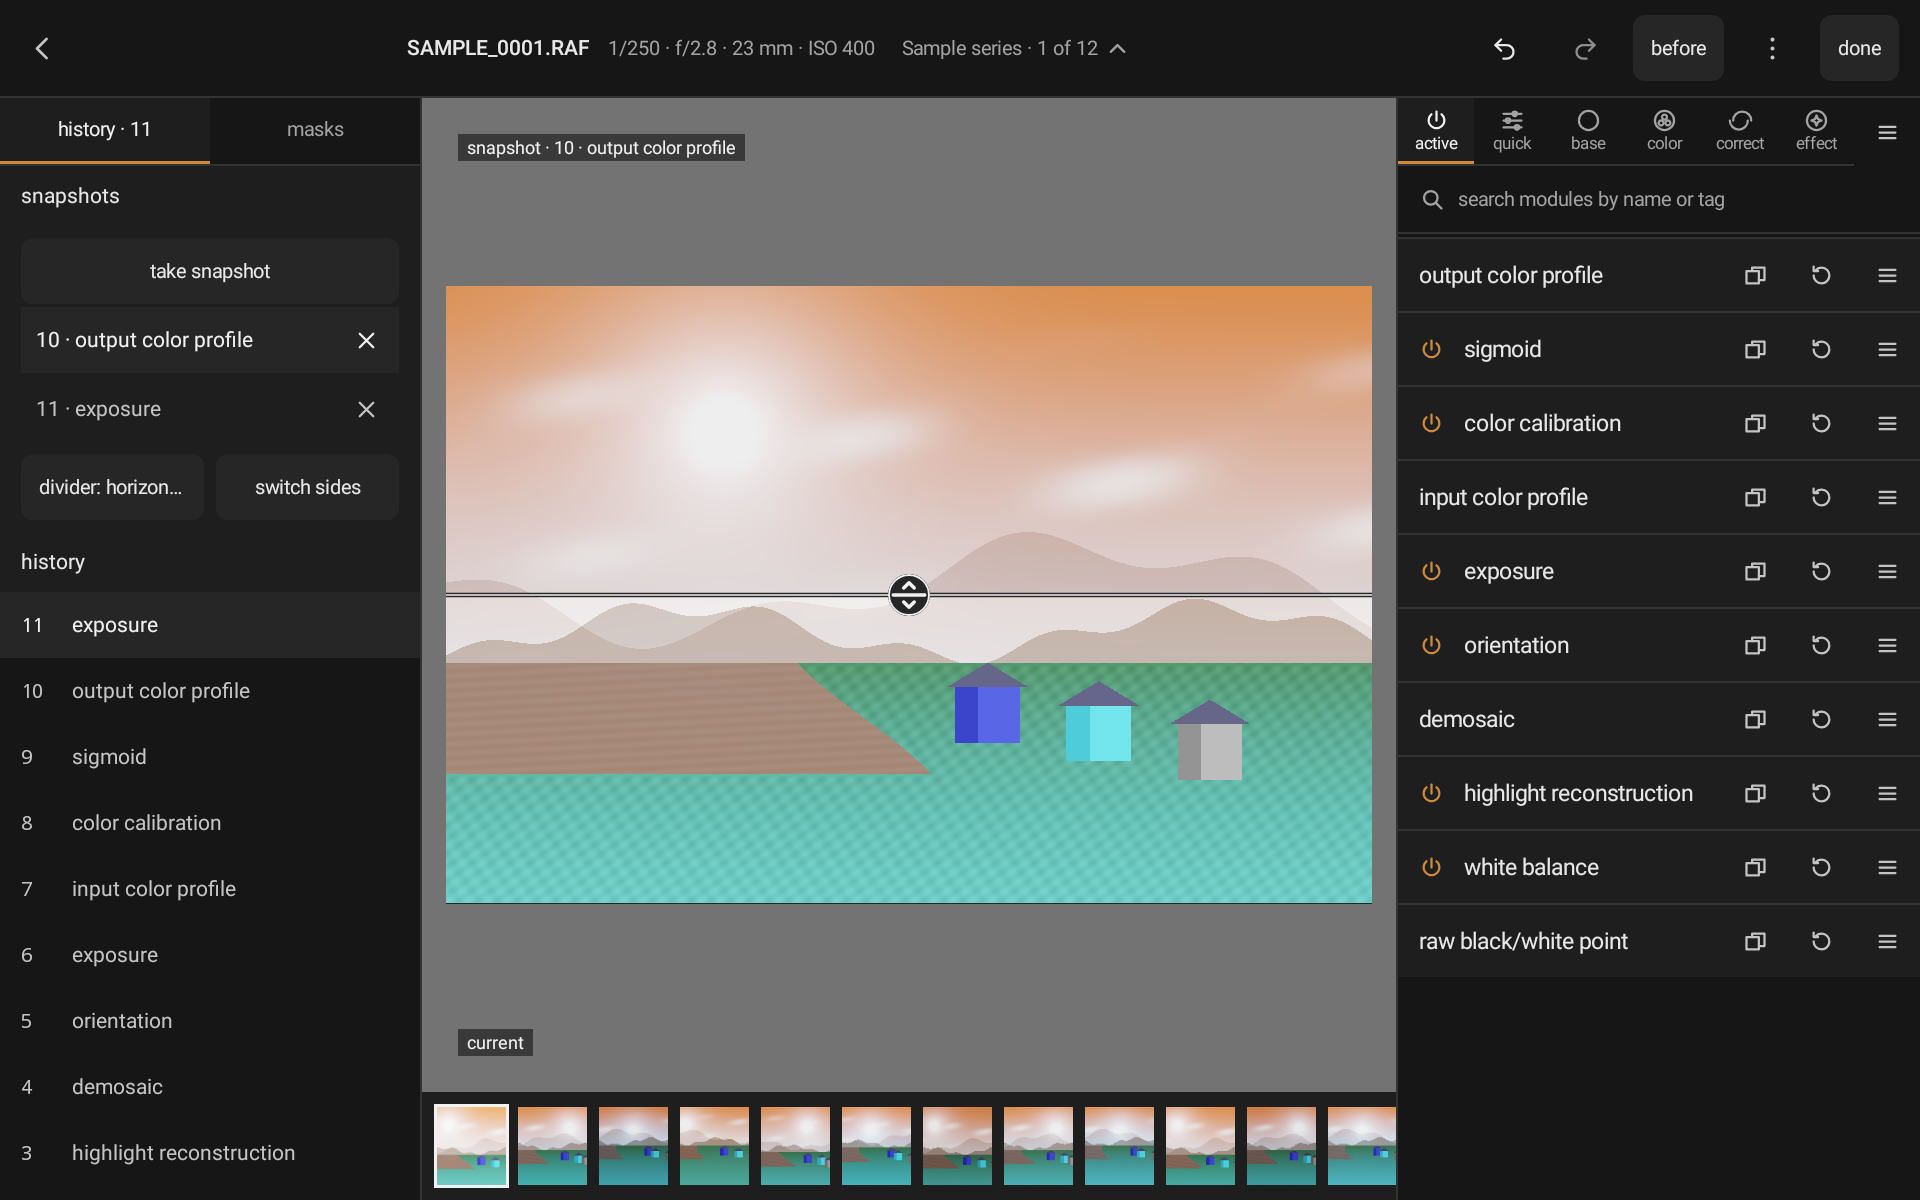 SAMPLE_0001.RAF 1/250 · f/2.8 · 23 mm · ISO 400 Sample series · 1 of 12 before done
history · 11 masks
snapshots
take snapshot
10 · output color profile
11 · exposure
divider: horizon... switch sides
history
11 exposure
10 output color profile
9 sigmoid
8 color calibration
7 input color profile
6 exposure
5 orientation
4 demosaic
3 highlight reconstruction
snapshot · 10 · output color profile
current
active quick base color correct effect
search modules by name or tag
output color profile
sigmoid
color calibration
input color profile
exposure
orientation
demosaic
highlight reconstruction
white balance
raw black/white point